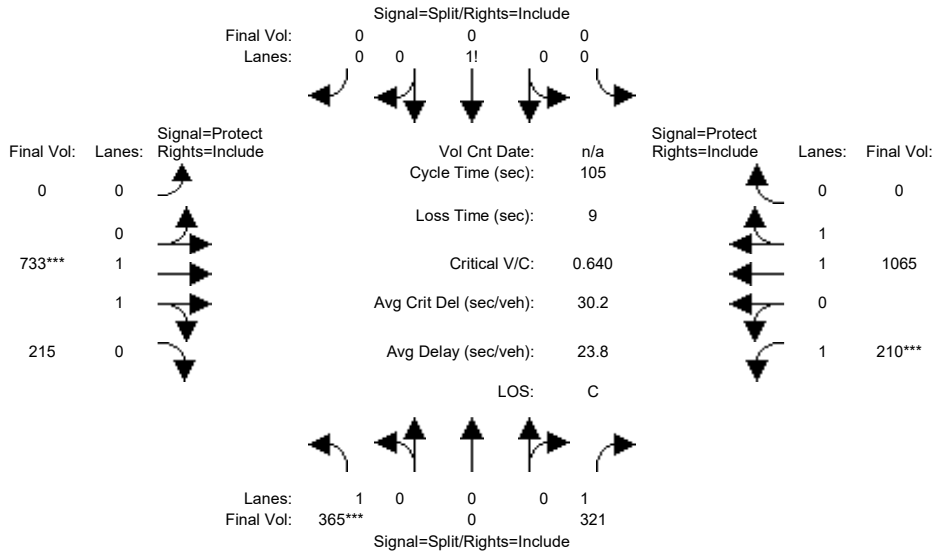 Signal=Split/Rights=Include
Final Vol: 0 0 0
Lanes: 0 0 1! 0 0
Signal=Protect Signal=Protect
Final Vol: Lanes: Rights=Include Vol Cnt Date: n/a Rights=Include Lanes: Final Vol:
Cycle Time (sec): 105
0 0 0 0
Loss Time (sec): 9
0 1
733*** 1 Critical V/C: 0.640 1 1065
1 Avg Crit Del (sec/veh): 30.2 0
215 0 Avg Delay (sec/veh): 23.8 1 210***
LOS: C
Lanes: 1 0 0 0 1
Final Vol: 365*** 0 321
Signal=Split/Rights=Include